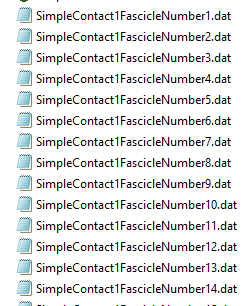 SimpleContact1FascicleNumber1.dat
SimpleContact1FascicleNumber2.dat
SimpleContact1FascicleNumber3.dat
SimpleContact1FascicleNumber4.dat
SimpleContact1FascicleNumber5.dat
SimpleContact1FascicleNumber6.dat
SimpleContact1FascicleNumber7.dat
SimpleContact1FascicleNumber8.dat
SimpleContact1FascicleNumber9.dat
SimpleContact1FascicleNumber10.dat
SimpleContact1FascicleNumber11.dat
SimpleContact1FascicleNumber12.dat
SimpleContact1FascicleNumber13.dat
SimpleContact1FascicleNumber14.dat